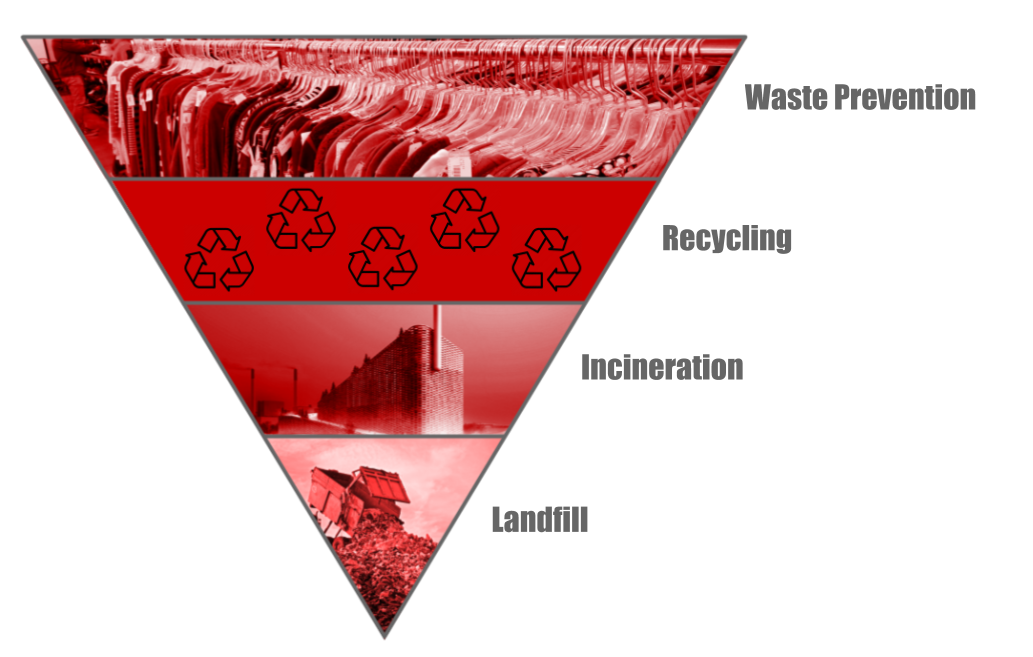 Waste Prevention
Recycling
Incineration
Landfill